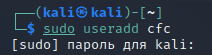 ┌──(kali㉿kali)-[~]
└─$ sudo useradd cfc
[sudo] пароль для kali: